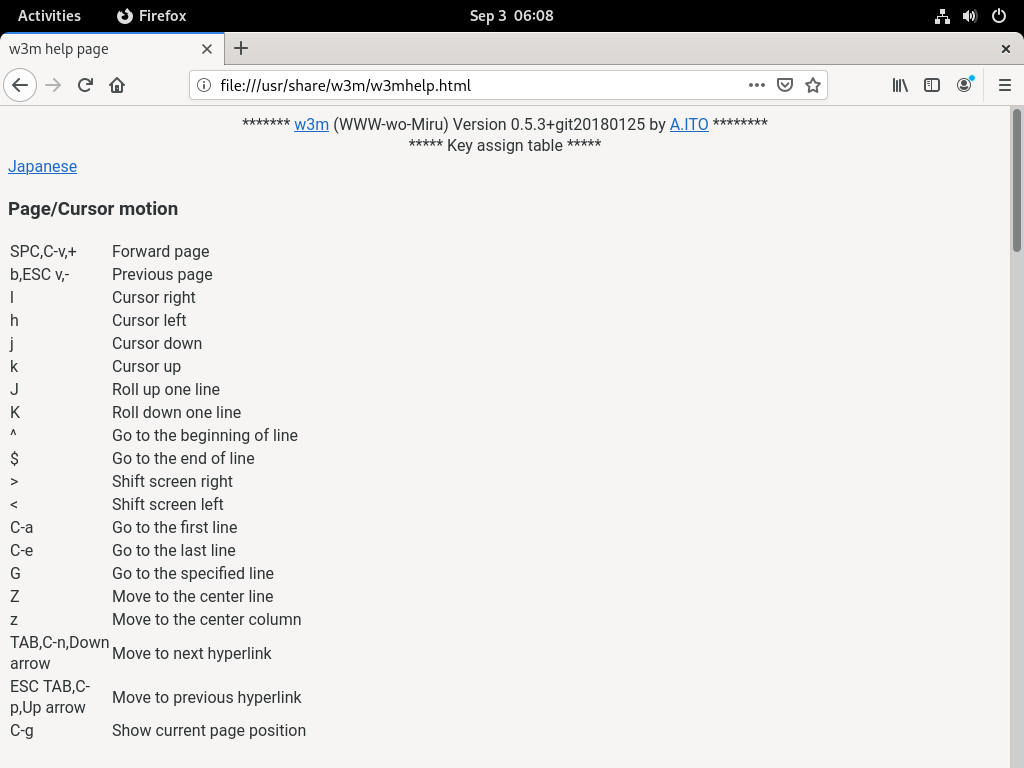 Activities Firefox Sep 3 06:08
w3m help page
file:///usr/share/w3m/w3mhelp.html
******* w3m (WWW-wo-Miru) Version 0.5.3+git20180125 by A.ITO ********
***** Key assign table *****
Japanese
Page/Cursor motion
SPC,C-v,+ Forward page
b,ESC v,- Previous page
l Cursor right
h Cursor left
j Cursor down
k Cursor up
J Roll up one line
K Roll down one line
^ Go to the beginning of line
$ Go to the end of line
> Shift screen right
< Shift screen left
C-a Go to the first line
C-e Go to the last line
G Go to the specified line
Z Move to the center line
z Move to the center column
TAB,C-n,Down
arrow Move to next hyperlink
ESC TAB,C-
p,Up arrow Move to previous hyperlink
C-g Show current page position